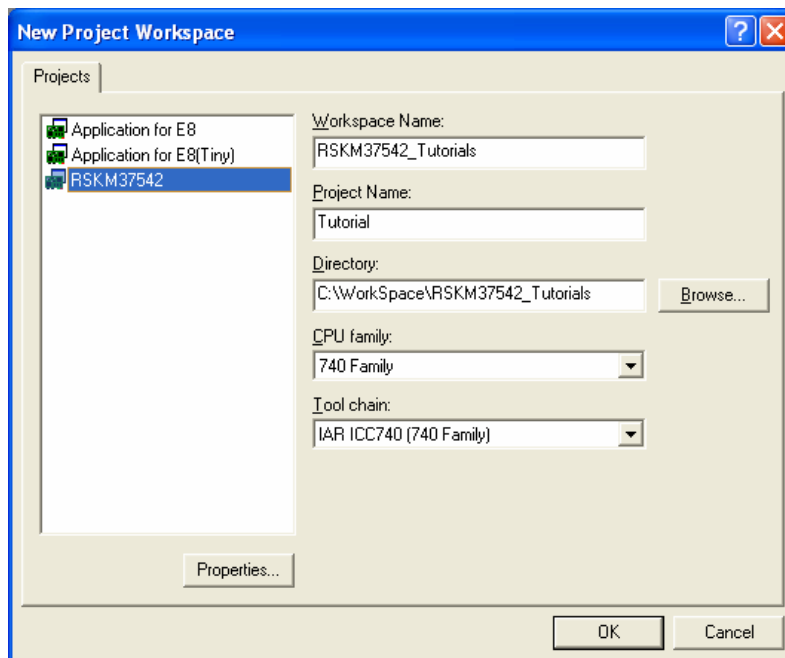 New Project Workspace
Projects
Application for E8
Application for E8(Tiny)
RSKM37542
Workspace Name:
RSKM37542_Tutorials
Project Name:
Tutorial
Directory:
C:\WorkSpace\RSKM37542_Tutorials
Browse...
CPU family:
740 Family
Tool chain:
IAR ICC740 (740 Family)
Properties...
OK
Cancel